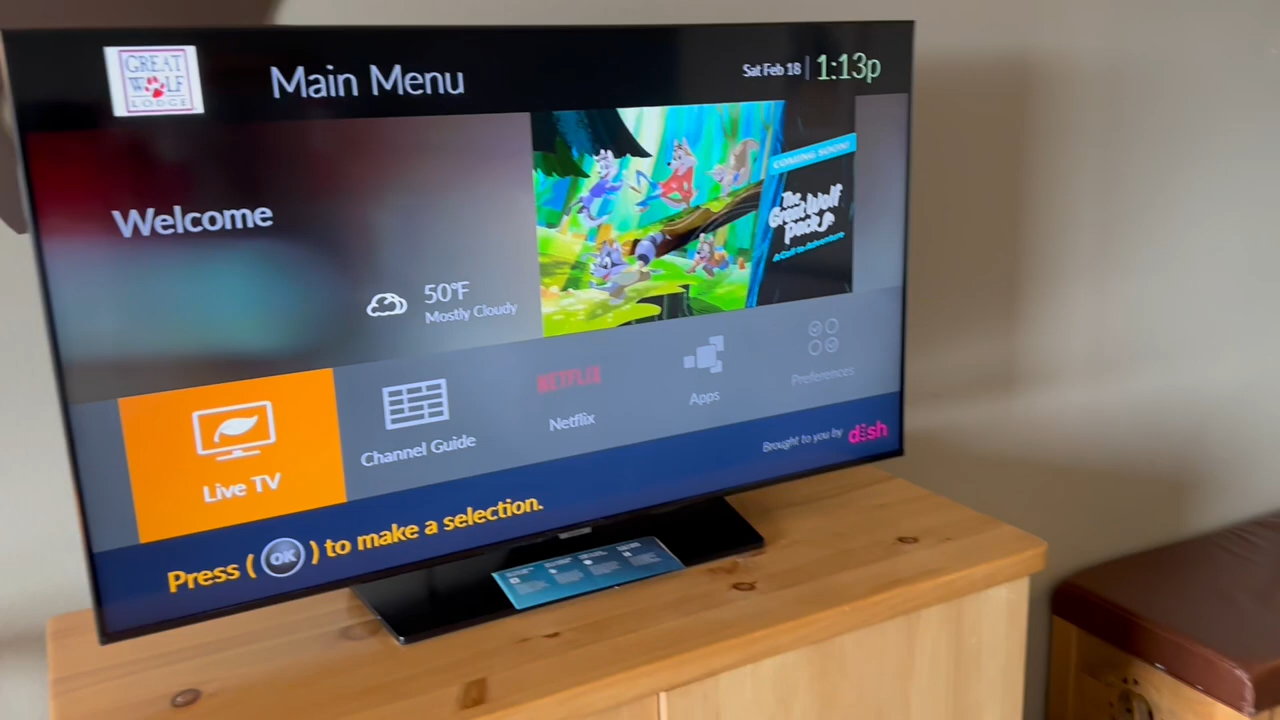 GREAT
WOLF
LODGE
Main Menu
Sat Feb 18
1:13p
Welcome
50°F
Mostly Cloudy
COMING SOON!
The
Great Wolf
Pack
A Call to Adventure
Live TV
Channel Guide
NETFLIX
Netflix
Apps
Preferences
Brought to you by dish
Press ( OK ) to make a selection.